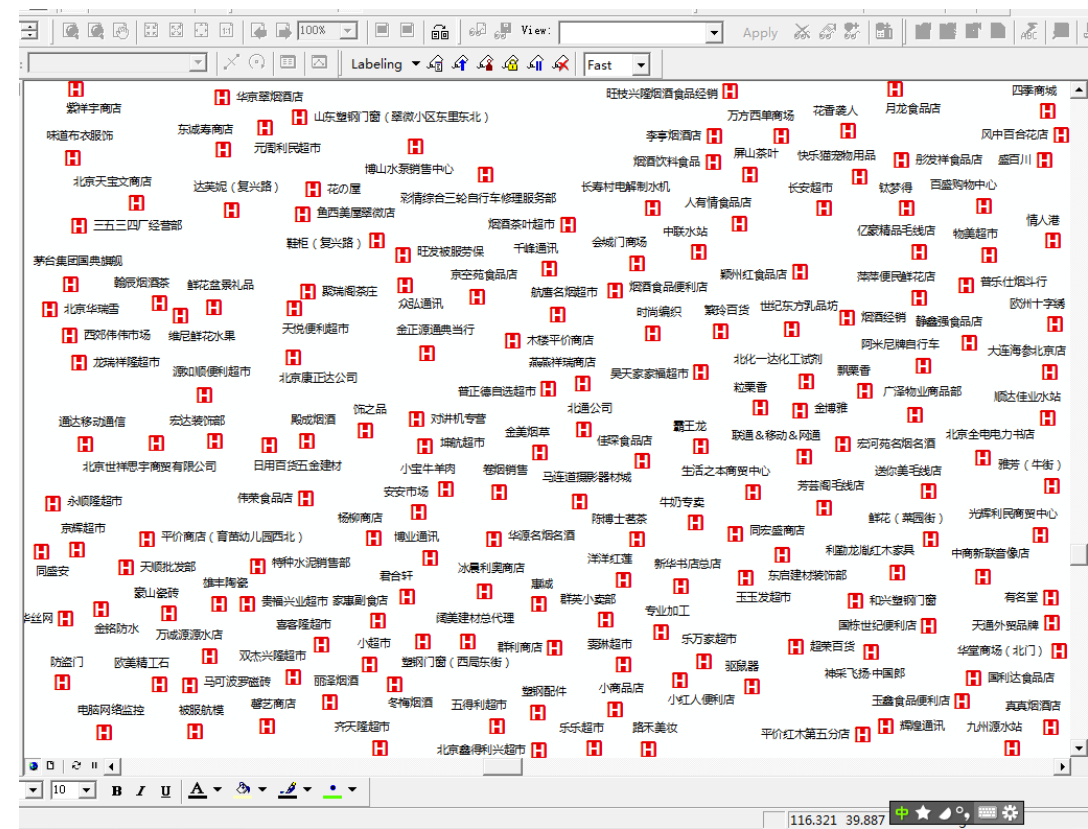 100%
View:
Apply
ABC
Labeling
Fast
紫祥宇商店
华京翠烟酒店
旺枝兴隆烟酒食品经销
月龙食品店
四季商城
山东塑钢门窗（翠微小区东里东北）
万方西单商场
花香袭人
味道布衣服饰
东诚寿商店
元周利民超市
李享烟酒店
风中百合花店
博山水泵销售中心
烟酒饮料食品
屏山茶叶
快乐猫宠物用品
彤发祥食品店
盛百川
北京天宝文商店
达芙妮（复兴路）
花の屋
彩情综合三轮自行车修理服务部
长寿村电解制水机
人有情食品店
长安超市
钛梦得
百盛购物中心
三五三四厂经营部
鱼西美屋翠微店
烟酒茶叶超市
中联水站
亿豪精品毛线店
物美超市
情人港
鞋柜（复兴路）
旺发被服劳保
千峰通讯
会城门商场
茅台集团国典旗舰
京空苑食品店
颖州红食品店
萍萍便民鲜花店
普乐仕烟斗行
翰辰烟酒茶
鲜花盆景礼品
聚瑞阁茶庄
众弘通讯
航鹰名烟超市
烟酒食品便利店
北京华瑞雪
时尚编织
繁玲百货
世纪东方乳品坊
烟酒经销
静鑫强食品店
欧洲十字绣
西郊伟伟市场
维尼鲜花水果
天悦便利超市
金正源通典当行
木楼平价商店
阿米尼牌自行车
大连海参北京店
龙瑞祥隆超市
源如顺便利超市
北京康正达公司
燕燕祥瑞商店
昊天家家福超市
北化一达化工试剂
飘栗香
普正德自选超市
粒栗香
广泽物业商品部
顺达佳业水站
通达移动通信
宏达装饰部
殿成烟酒
饰之品
对讲机专营
北通公司
金博雅
霸王龙
坤航超市
金美烟草
佳琛食品店
联通＆移动＆网通
宏河苑名烟名酒
北京全电电力书店
北京世祥思宇商贸有限公司
日用百货五金建材
小宝牛羊肉
卷烟销售
马连道摄影器材城
生活之本商贸中心
送你美毛线店
雅芳（牛街）
永顺隆超市
伟荣食品店
安安市场
牛奶专卖
芳芸阁毛线店
京辉超市
杨柳商店
陈博士茗茶
同宏盛商店
鲜花（菜园街）
光辉利民商贸中心
平价商店（育苗幼儿园西北）
博业通讯
华源名烟名酒
利勤龙胤红木家具
中商新联音像店
同盛安
天顺批发部
特种水泥销售部
君合轩
冰晨利奥商店
洋洋红莲
新华书店总店
东启建材装饰部
蒙山瓷砖
雄丰陶瓷
惠诚
丝网
贵福兴业超市
家惠副食店
群英小卖部
玉玉发超市
和兴塑钢门窗
有名堂
金铭防水
万诚源源水店
喜客隆超市
阔美建材总代理
专业加工
国栋世纪便利店
天通外贸品牌
小超市
群利商店
栗琳超市
乐万家超市
超荣百货
华堂商场（北门）
防盗门
欧美精工石
双杰兴隆超市
塑钢门窗（西局东街）
驱鼠器
神采飞扬·中国郎
马可波罗磁砖
丽泽烟酒
塑钢配件
小商品店
国利达食品店
电脑网络监控
被服航模
馨艺商店
冬梅烟酒
五得利超市
小红人便利店
玉鑫食品便利店
真真烟酒店
齐天隆超市
乐乐超市
路禾美妆
平价红木第五分店
辉煌通讯
九州源水站
北京鑫得利兴超市
10
B I U A
116.321 39.887
中